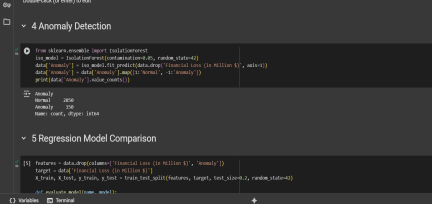 Double-click (or enter) to edit
4 Anomaly Detection
from sklearn.ensemble import IsolationForest
iso_model = IsolationForest(contamination=0.05, random_state=42)
data['Anomaly'] = iso_model.fit_predict(data.drop('Financial Loss (in Million $)', axis=1))
data['Anomaly'] = data['Anomaly'].map({1:'Normal', -1:'Anomaly'})
print(data['Anomaly'].value_counts())
Anomaly
Normal 2850
Anomaly 150
Name: count, dtype: int64
5 Regression Model Comparison
[5] features = data.drop(columns=['Financial Loss (in Million $)', 'Anomaly'])
target = data['Financial Loss (in Million $)']
X_train, X_test, y_train, y_test = train_test_split(features, target, test_size=0.2, random_state=42)
def evaluate_model(name, model):
Variables Terminal